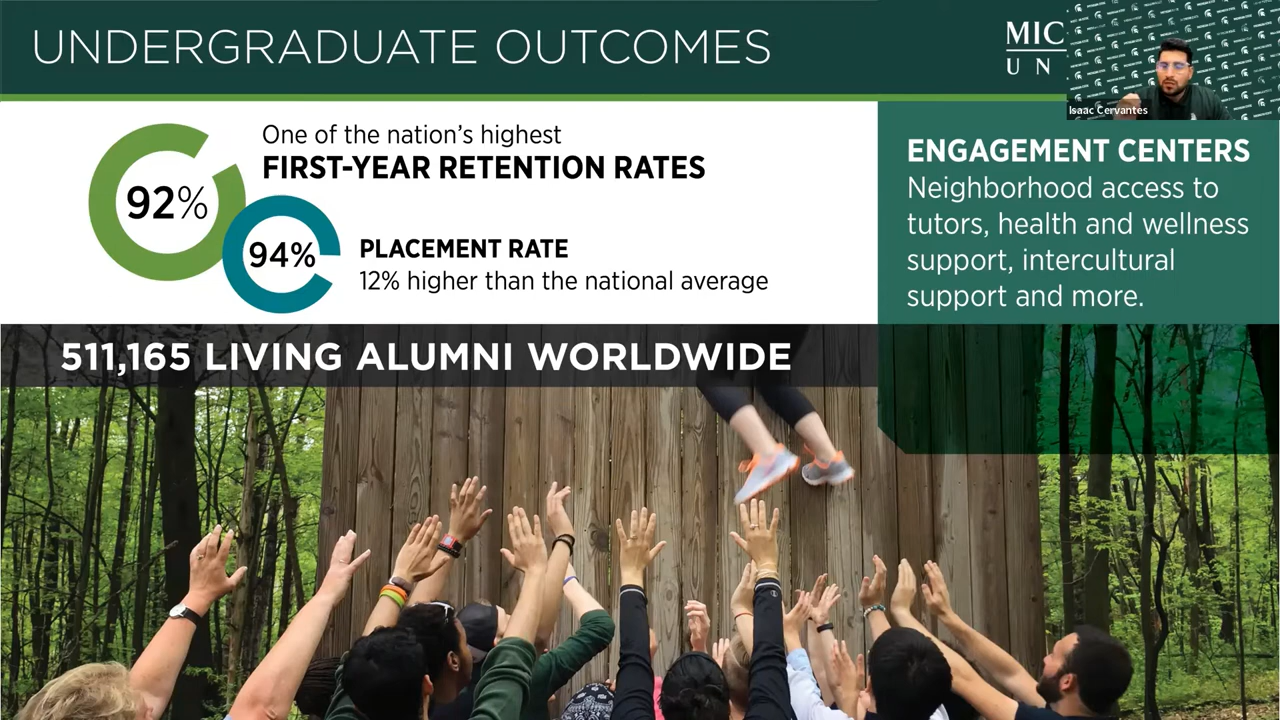 UNDERGRADUATE OUTCOMES
MIC
U N
Isaac Cervantes
92%
One of the nation's highest
FIRST-YEAR RETENTION RATES
94%
PLACEMENT RATE
12% higher than the national average
ENGAGEMENT CENTERS
Neighborhood access to
tutors, health and wellness
support, intercultural
support and more.
511,165 LIVING ALUMNI WORLDWIDE